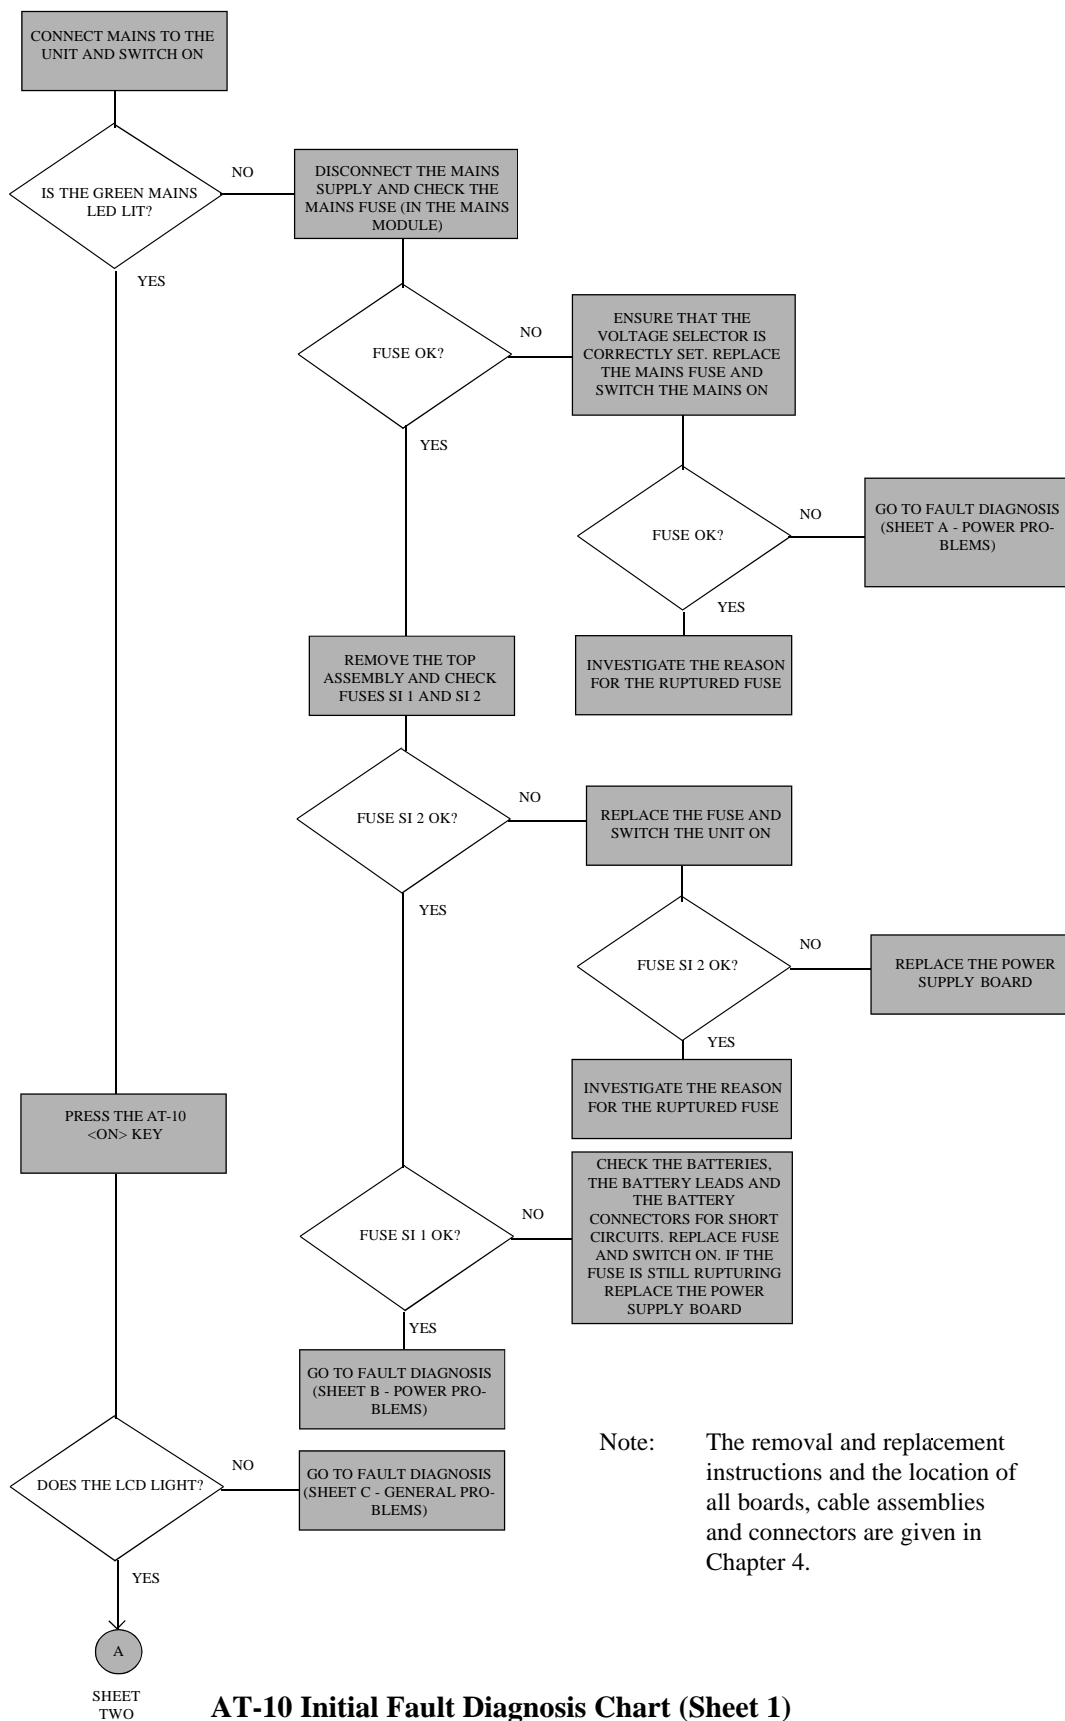 CONNECT MAINS TO THE
UNIT AND SWITCH ON
IS THE GREEN MAINS
LED LIT?
NO
YES
DISCONNECT THE MAINS
SUPPLY AND CHECK THE
MAINS FUSE (IN THE MAINS
MODULE)
FUSE OK?
NO
YES
ENSURE THAT THE
VOLTAGE SELECTOR IS
CORRECTLY SET. REPLACE
THE MAINS FUSE AND
SWITCH THE MAINS ON
FUSE OK?
NO
YES
GO TO FAULT DIAGNOSIS
(SHEET A - POWER PRO-
BLEMS)
INVESTIGATE THE REASON
FOR THE RUPTURED FUSE
REMOVE THE TOP
ASSEMBLY AND CHECK
FUSES SI 1 AND SI 2
FUSE SI 2 OK?
NO
YES
REPLACE THE FUSE AND
SWITCH THE UNIT ON
FUSE SI 2 OK?
NO
YES
REPLACE THE POWER
SUPPLY BOARD
INVESTIGATE THE REASON
FOR THE RUPTURED FUSE
PRESS THE AT-10
<ON> KEY
FUSE SI 1 OK?
NO
YES
CHECK THE BATTERIES,
THE BATTERY LEADS AND
THE BATTERY
CONNECTORS FOR SHORT
CIRCUITS. REPLACE FUSE
AND SWITCH ON. IF THE
FUSE IS STILL RUPTURING
REPLACE THE POWER
SUPPLY BOARD
GO TO FAULT DIAGNOSIS
(SHEET B - POWER PRO-
BLEMS)
DOES THE LCD LIGHT?
NO
YES
GO TO FAULT DIAGNOSIS
(SHEET C - GENERAL PRO-
BLEMS)
Note: The removal and replacement
instructions and the location of
all boards, cable assemblies
and connectors are given in
Chapter 4.
A
SHEET
TWO
AT-10 Initial Fault Diagnosis Chart (Sheet 1)